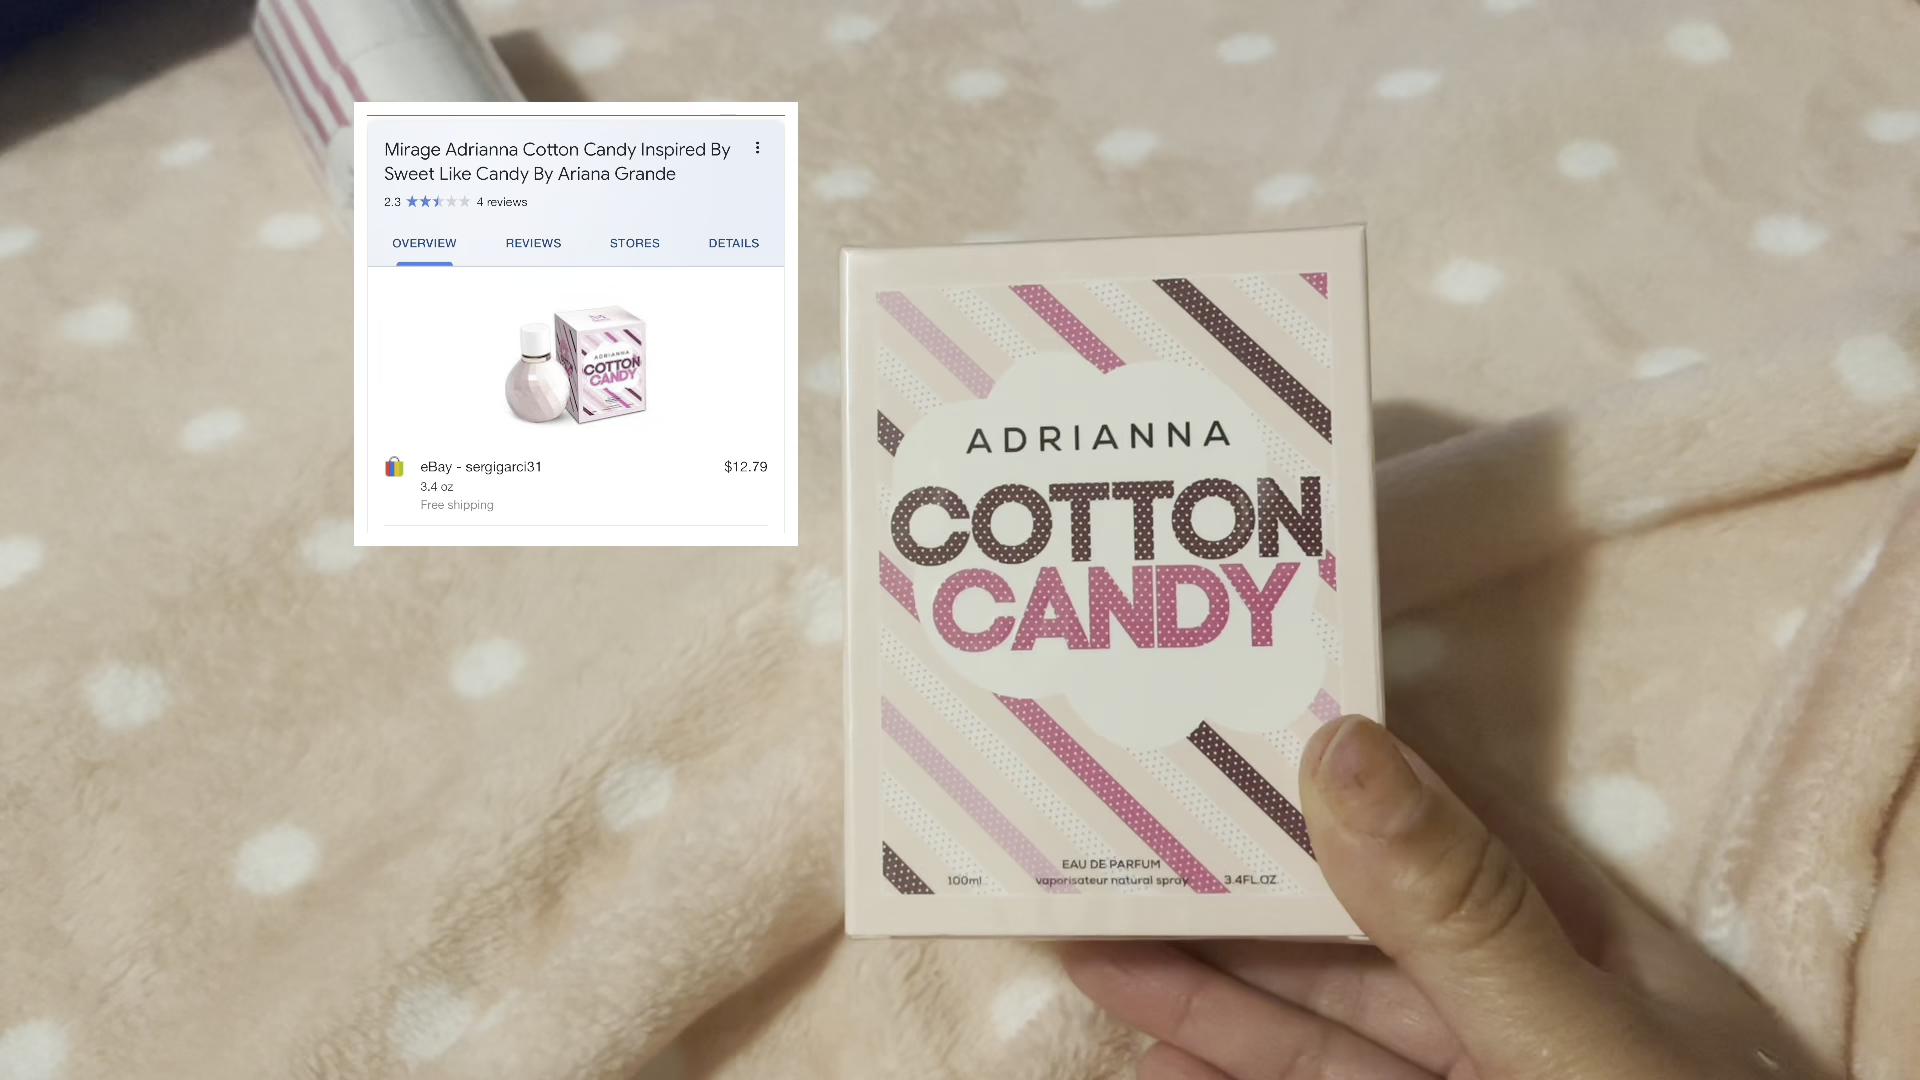 Mirage Adrianna Cotton Candy Inspired By
Sweet Like Candy By Ariana Grande
2.3 4 reviews
OVERVIEW REVIEWS STORES DETAILS
ADRIANNA
COTTON
CANDY
eBay - sergigarci31 $12.79
3.4 oz
Free shipping
ADRIANNA
COTTON
CANDY
EAU DE PARFUM
100ml vaporisateur natural spray 3.4FL.OZ